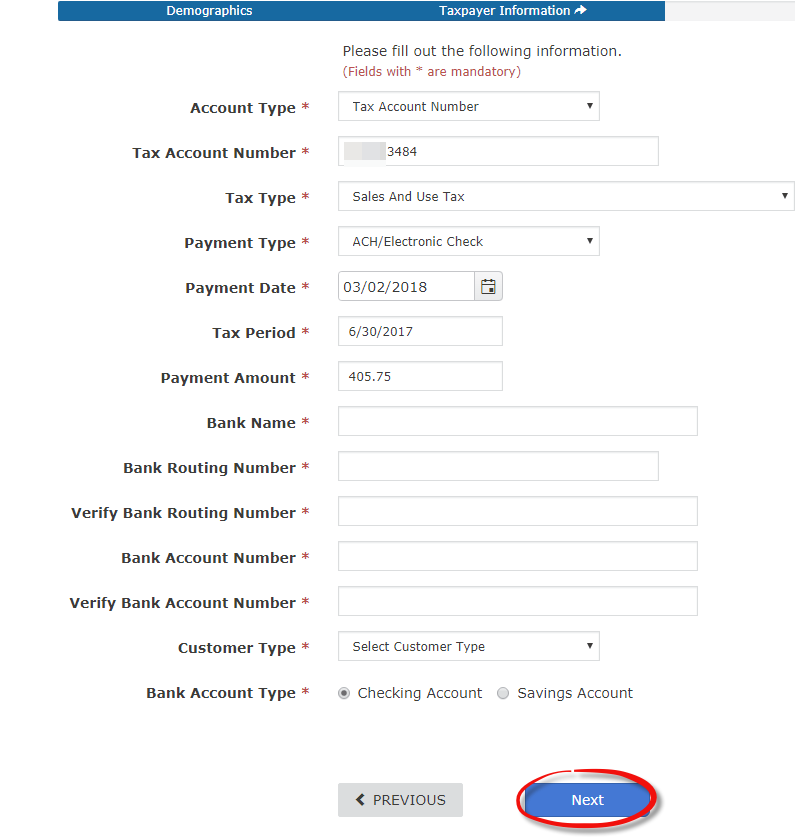 Demographics Taxpayer Information
Please fill out the following information.
(Fields with * are mandatory)
Account Type * Tax Account Number
Tax Account Number * 3484
Tax Type * Sales And Use Tax
Payment Type * ACH/Electronic Check
Payment Date * 03/02/2018
Tax Period * 6/30/2017
Payment Amount * 405.75
Bank Name *
Bank Routing Number *
Verify Bank Routing Number *
Bank Account Number *
Verify Bank Account Number *
Customer Type * Select Customer Type
Bank Account Type * Checking Account Savings Account
PREVIOUS Next